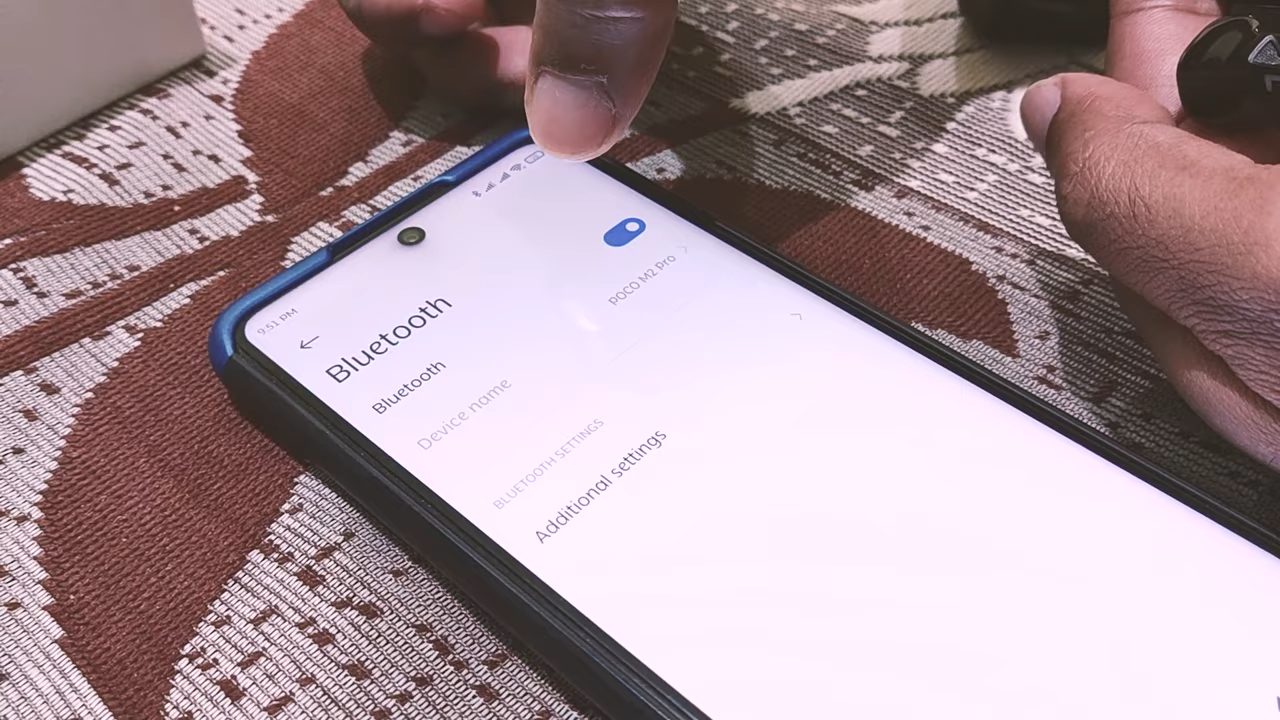 9:51 PM
Bluetooth
Bluetooth
Device name
POCO M2 Pro
BLUETOOTH SETTINGS
Additional settings